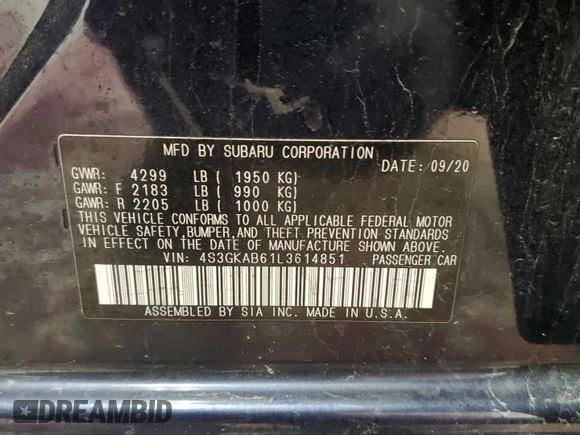 MFD BY SUBARU CORPORATION
DATE: 09/20
GVWR: 4299 LB ( 1950 KG)
GAWR: F 2183 LB ( 990 KG)
GAWR: R 2205 LB ( 1000 KG)
THIS VEHICLE CONFORMS TO ALL APPLICABLE FEDERAL MOTOR
VEHICLE SAFETY, BUMPER, AND THEFT PREVENTION STANDARDS
IN EFFECT ON THE DATE OF MANUFACTURE SHOWN ABOVE.
VIN: 4S3GKAB61L3614851 PASSENGER CAR
ASSEMBLED BY SIA INC. MADE IN U.S.A.
DREAMBID